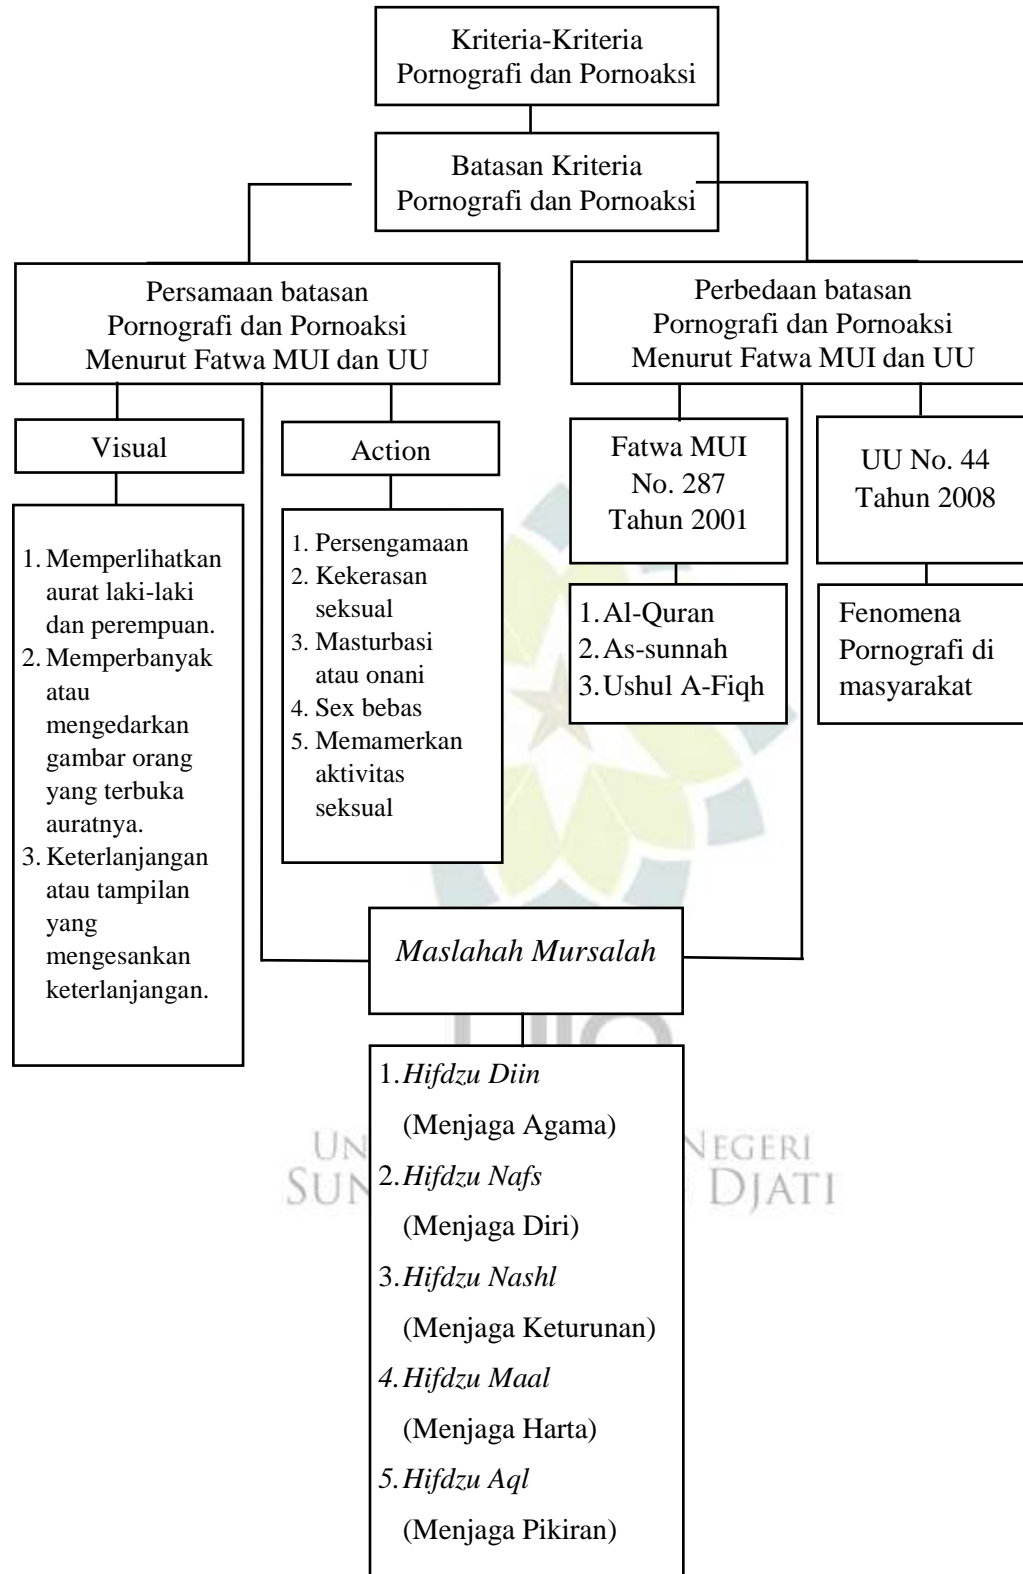 Kriteria-Kriteria
Pornografi dan Pornoaksi
Batasan Kriteria
Pornografi dan Pornoaksi
Persamaan batasan
Pornografi dan Pornoaksi
Menurut Fatwa MUI dan UU
Perbedaan batasan
Pornografi dan Pornoaksi
Menurut Fatwa MUI dan UU
Visual
Action
Fatwa MUI
No. 287
Tahun 2001
UU No. 44
Tahun 2008
1. Memperlihatkan
aurat laki-laki
dan perempuan.
2. Memperbanyak
atau
mengedarkan
gambar orang
yang terbuka
auratnya.
3. Keterlanjangan
atau tampilan
yang
mengesankan
keterlanjangan.
1. Persengamaan
2. Kekerasan
seksual
3. Masturbasi
atau onani
4. Sex bebas
5. Memamerkan
aktivitas
seksual
1. Al-Quran
2. As-sunnah
3. Ushul A-Fiqh
Fenomena
Pornografi di
masyarakat
Maslahah Mursalah
1. Hifdzu Diin
(Menjaga Agama)
2. Hifdzu Nafs
(Menjaga Diri)
3. Hifdzu Nashl
(Menjaga Keturunan)
4. Hifdzu Maal
(Menjaga Harta)
5. Hifdzu Aql
(Menjaga Pikiran)
NEGERI
DJATI